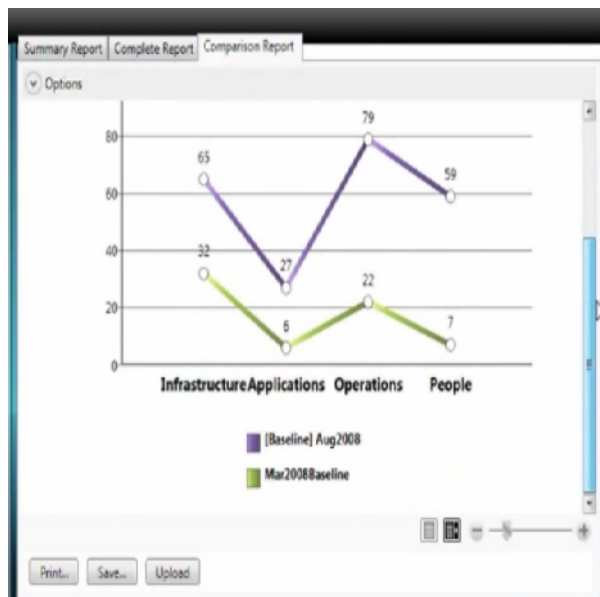 Summary Report Complete Report Comparison Report
Options
79
80
65
59
60
40
32
27
22
20
6
7
0
Infrastructure Applications Operations People
[Baseline] Aug2008
Mar2008Baseline
Print... Save... Upload